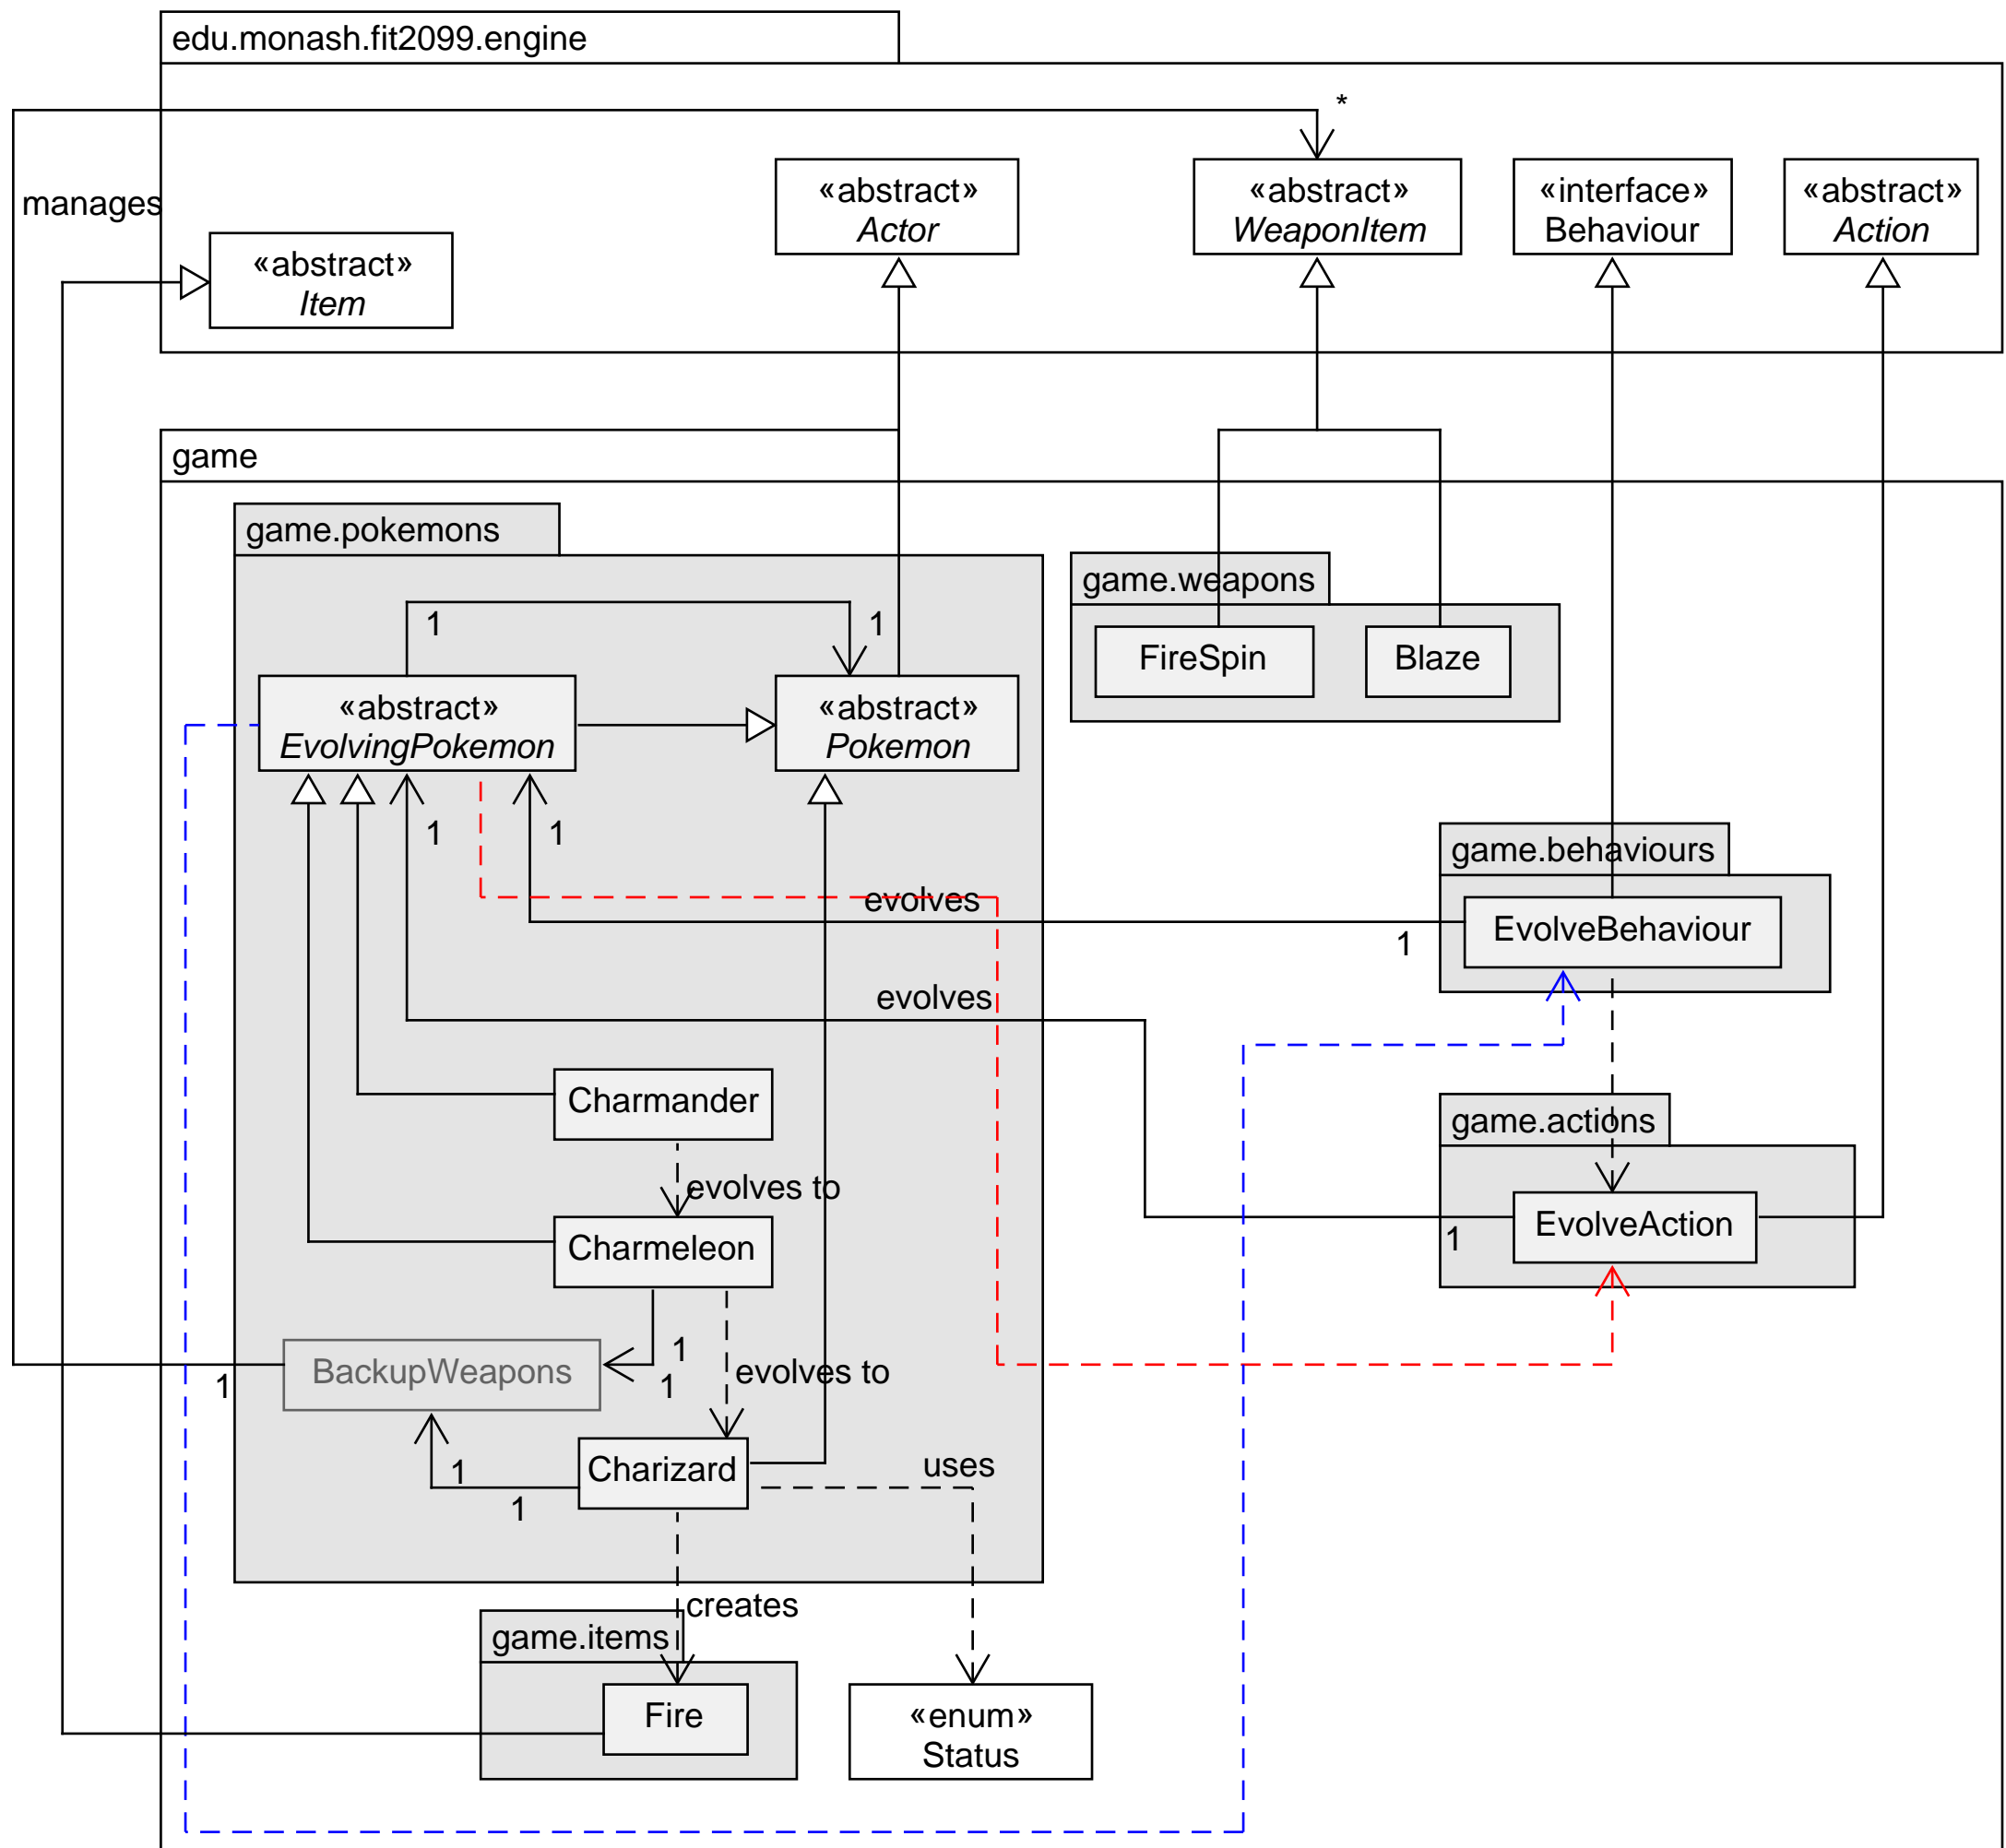 edu.monash.fit2099.engine
*
manages
«abstract»
Actor
«abstract»
WeaponItem
«interface»
Behaviour
«abstract»
Action
«abstract»
Item
game
game.pokemons
game.weapons
1
1
FireSpin
Blaze
«abstract»
EvolvingPokemon
«abstract»
Pokemon
1
1
game.behaviours
evolves
1
EvolveBehaviour
evolves
Charmander
game.actions
evolves to
Charmeleon
1
EvolveAction
BackupWeapons
1
1
1
evolves to
Charizard
1
1
uses
creates
game.items
Fire
«enum»
Status